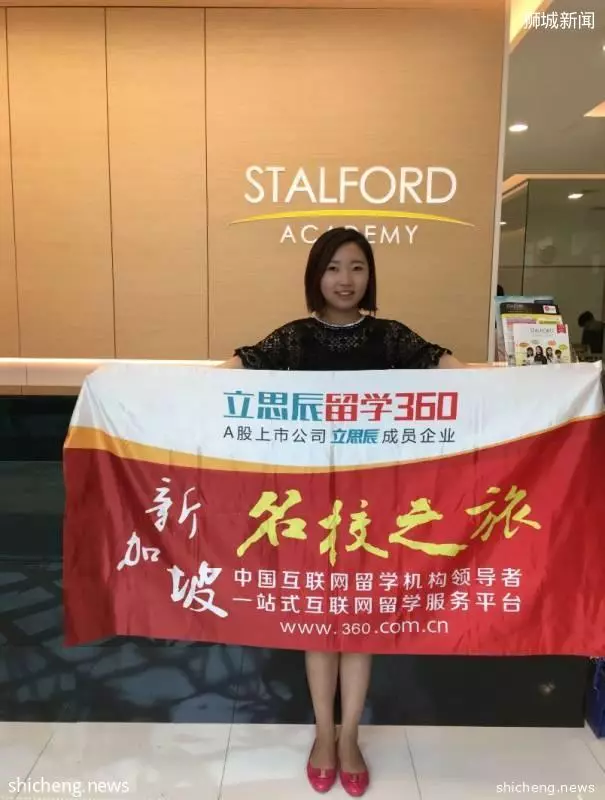 狮城新闻
STALFORD
ACADEMY
STALFORD
立思辰留学360
A股上市公司 立思辰 成员企业
新加坡
名校之旅
中国互联网留学机构领导者
一站式互联网留学服务平台
www.360.com.cn
shicheng.news
shicheng.news